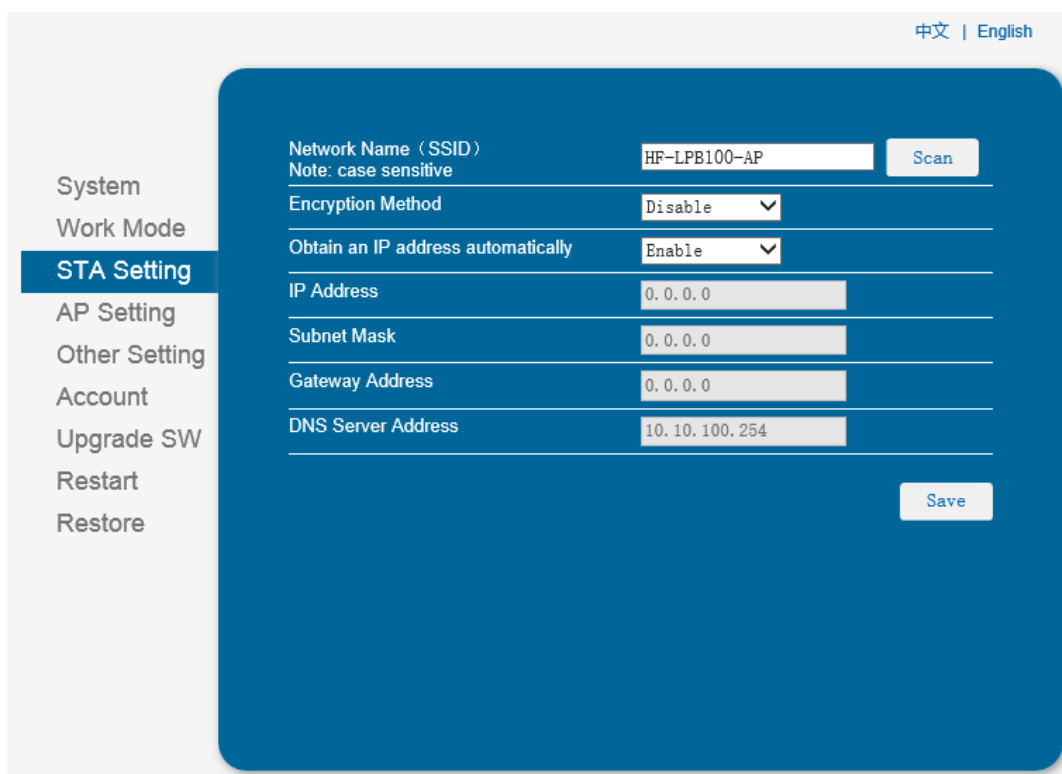 中文 | English
System
Work Mode
STA Setting
AP Setting
Other Setting
Account
Upgrade SW
Restart
Restore
Network Name（SSID）
Note: case sensitive
HF-LPB100-AP
Scan
Encryption Method
Disable
Obtain an IP address automatically
Enable
IP Address
0.0.0.0
Subnet Mask
0.0.0.0
Gateway Address
0.0.0.0
DNS Server Address
10.10.100.254
Save